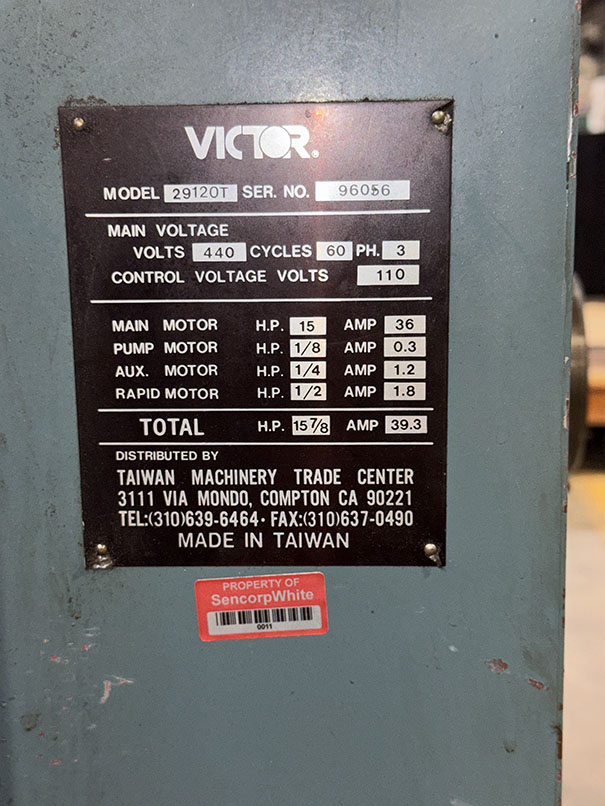 VICTOR®
MODEL 29120T SER. NO. 96056
MAIN VOLTAGE
VOLTS 440 CYCLES 60 PH. 3
CONTROL VOLTAGE VOLTS 110
MAIN MOTOR H.P. 15 AMP 36
PUMP MOTOR H.P. 1/8 AMP 0.3
AUX. MOTOR H.P. 1/4 AMP 1.2
RAPID MOTOR H.P. 1/2 AMP 1.8
TOTAL H.P. 15 7/8 AMP 39.3
DISTRIBUTED BY
TAIWAN MACHINERY TRADE CENTER
3111 VIA MONDO, COMPTON CA 90221
TEL:(310)639-6464· FAX:(310)637-0490
MADE IN TAIWAN
PROPERTY OF
SencorpWhite
0011